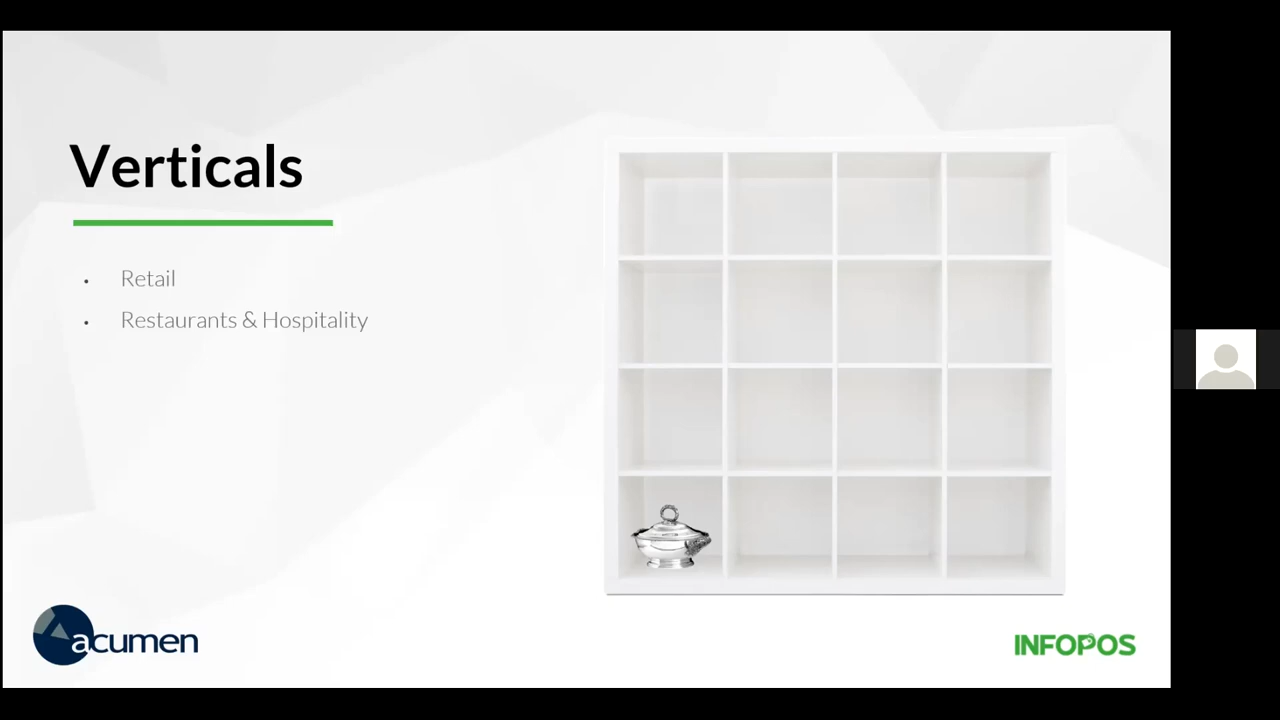 Verticals
• Retail
• Restaurants & Hospitality
acumen
INFOPOS